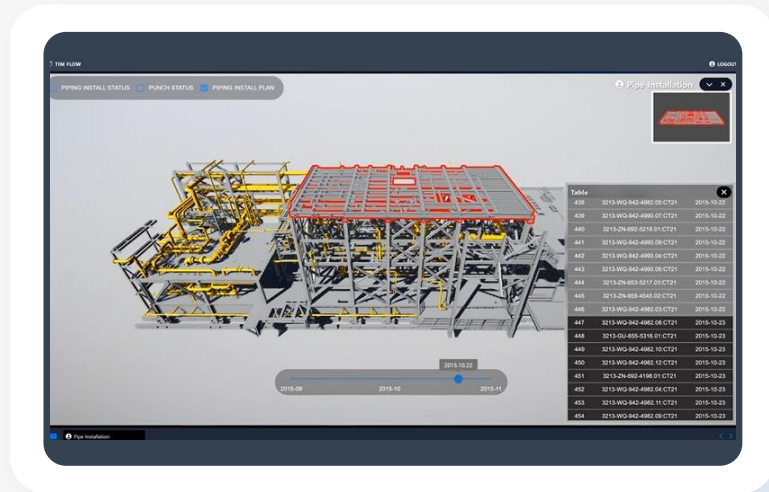 TIM FLOW
LOGOUT
PIPING INSTALL STATUS PUNCH STATUS PIPING INSTALL PLAN
Pipe Installation
Table
438 3213-WQ-942-4982.05:CT21 2015-10-22
439 3213-WQ-942-4990.07:CT21 2015-10-22
440 3213-ZN-692-5218.01:CT21 2015-10-22
441 3213-WQ-942-4990.09:CT21 2015-10-22
442 3213-WQ-942-4990.04:CT21 2015-10-22
443 3213-WQ-942-4990.06:CT21 2015-10-22
444 3213-ZN-653-5217.03:CT21 2015-10-22
445 3213-ZN-655-4545.02:CT21 2015-10-22
446 3213-WQ-942-4982.03:CT21 2015-10-22
447 3213-WQ-942-4982.08:CT21 2015-10-23
448 3213-GU-655-5316.01:CT21 2015-10-23
449 3213-WQ-942-4982.10:CT21 2015-10-23
450 3213-WQ-942-4982.12:CT21 2015-10-23
451 3213-ZN-692-4198.01:CT21 2015-10-23
452 3213-WQ-942-4982.04:CT21 2015-10-23
453 3213-WQ-942-4982.11:CT21 2015-10-23
454 3213-WQ-942-4982.09:CT21 2015-10-23
2015.10.22
2015-09 2015-10 2015-11
Pipe Installation